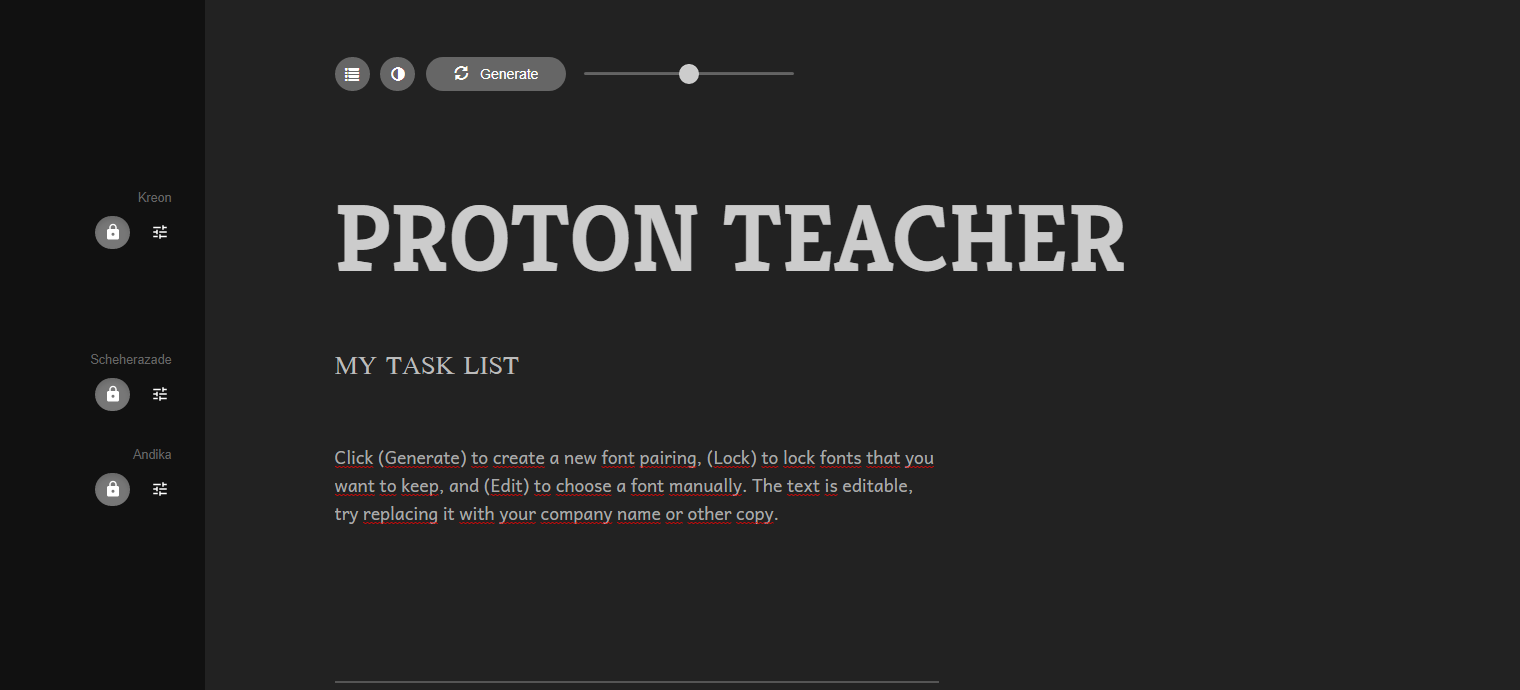 Generate
Kreon
PROTON TEACHER
Scheherazade
MY TASK LIST
Andika
Click (Generate) to create a new font pairing, (Lock) to lock fonts that you
want to keep, and (Edit) to choose a font manually. The text is editable,
try replacing it with your company name or other copy.